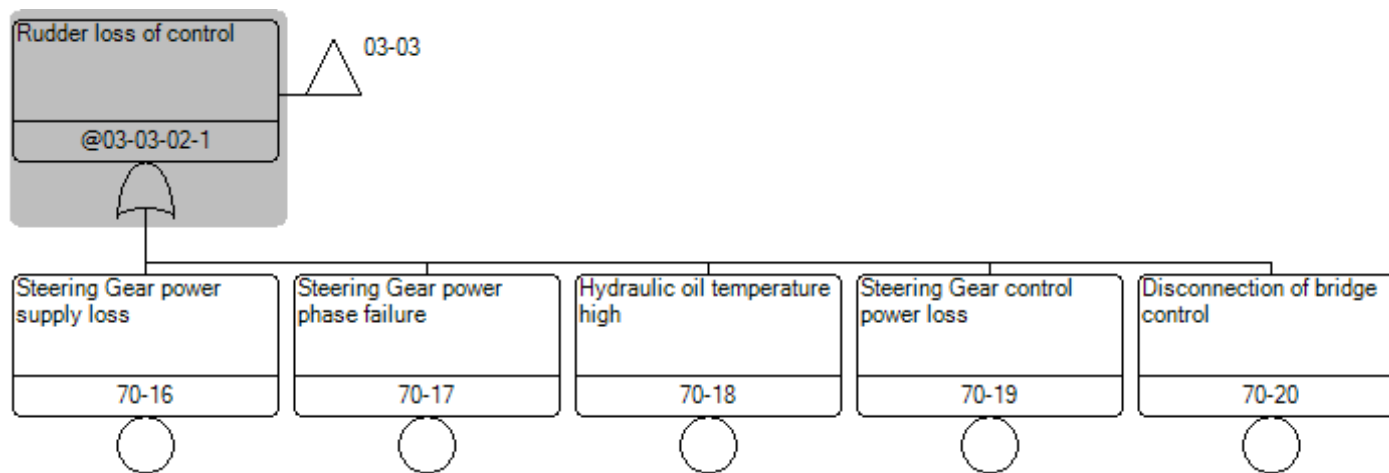 Rudder loss of control
03-03
@03-03-02-1
Steering Gear power
supply loss
70-16
Steering Gear power
phase failure
70-17
Hydraulic oil temperature
high
70-18
Steering Gear control
power loss
70-19
Disconnection of bridge
control
70-20